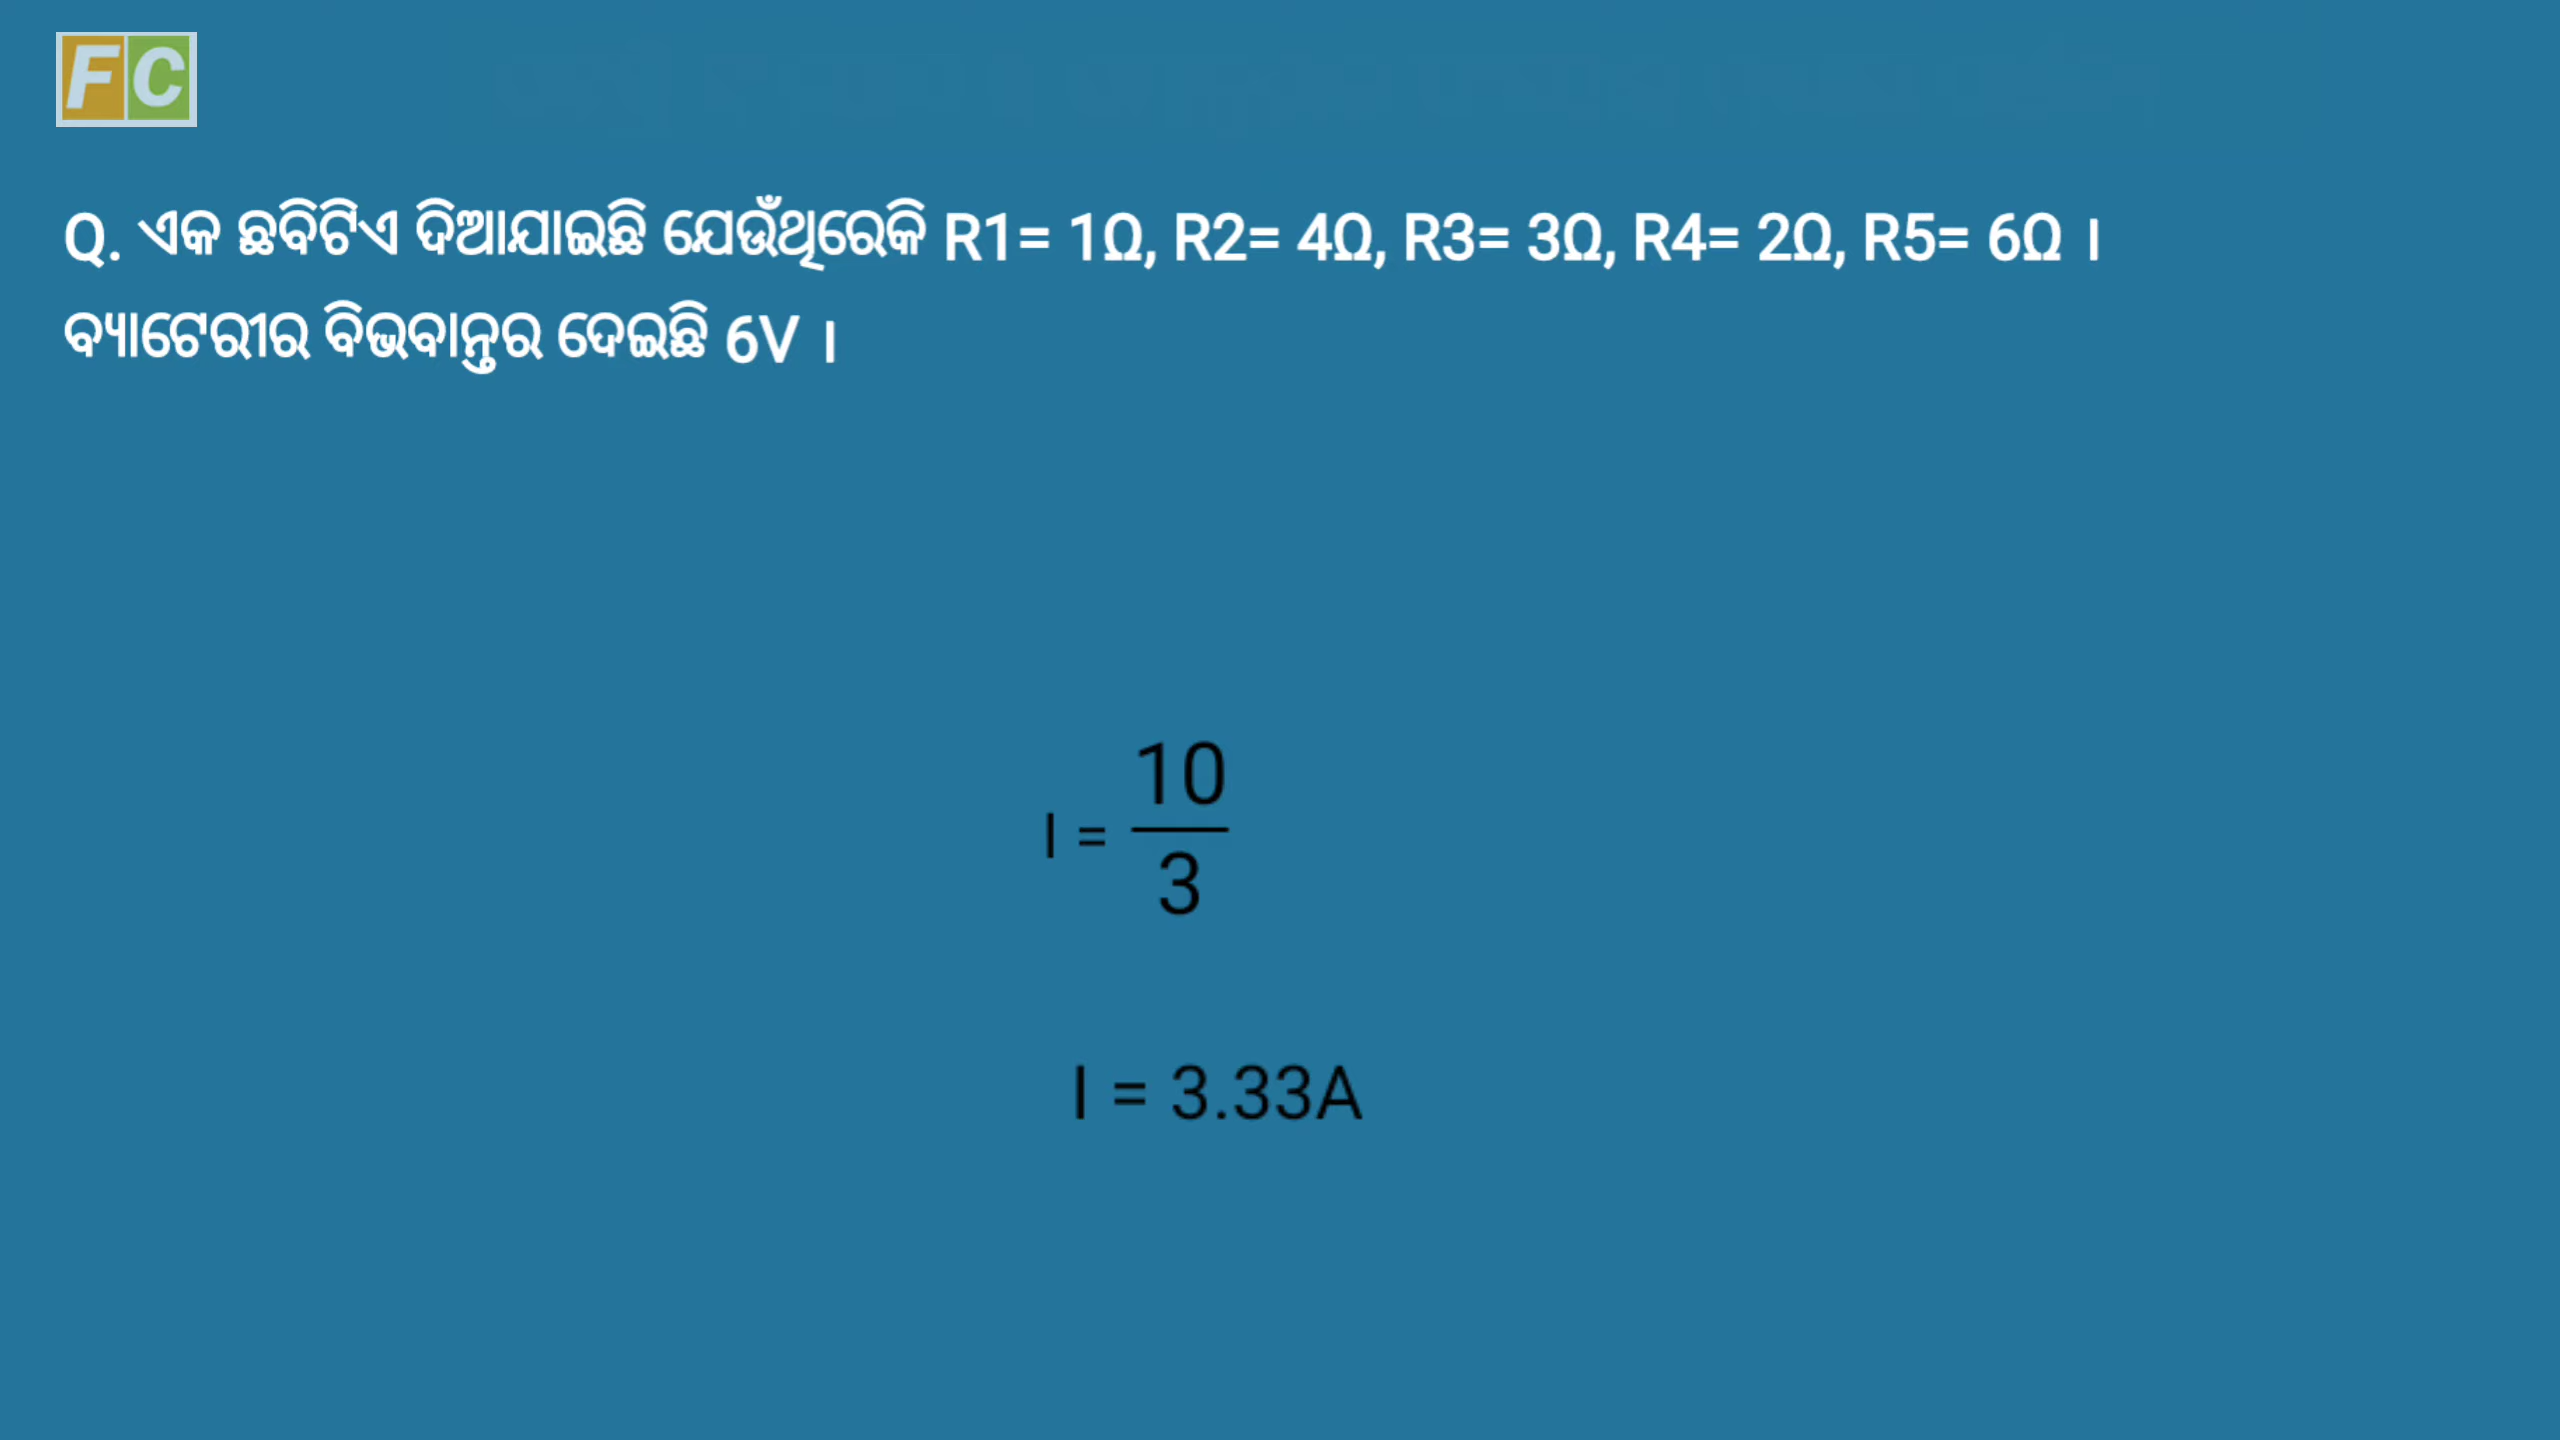 FC
Q. ଏକ ଛବିଟିଏ ଦିଆଯାଇଛି ଯେଉଁଥିରେକି R1= 1Ω, R2= 4Ω, R3= 3Ω, R4= 2Ω, R5= 6Ω ।
ବ୍ୟାଟେରୀର ବିଭବାନ୍ତର ଦେଇଛି 6V ।
I = 10/3
I = 3.33A